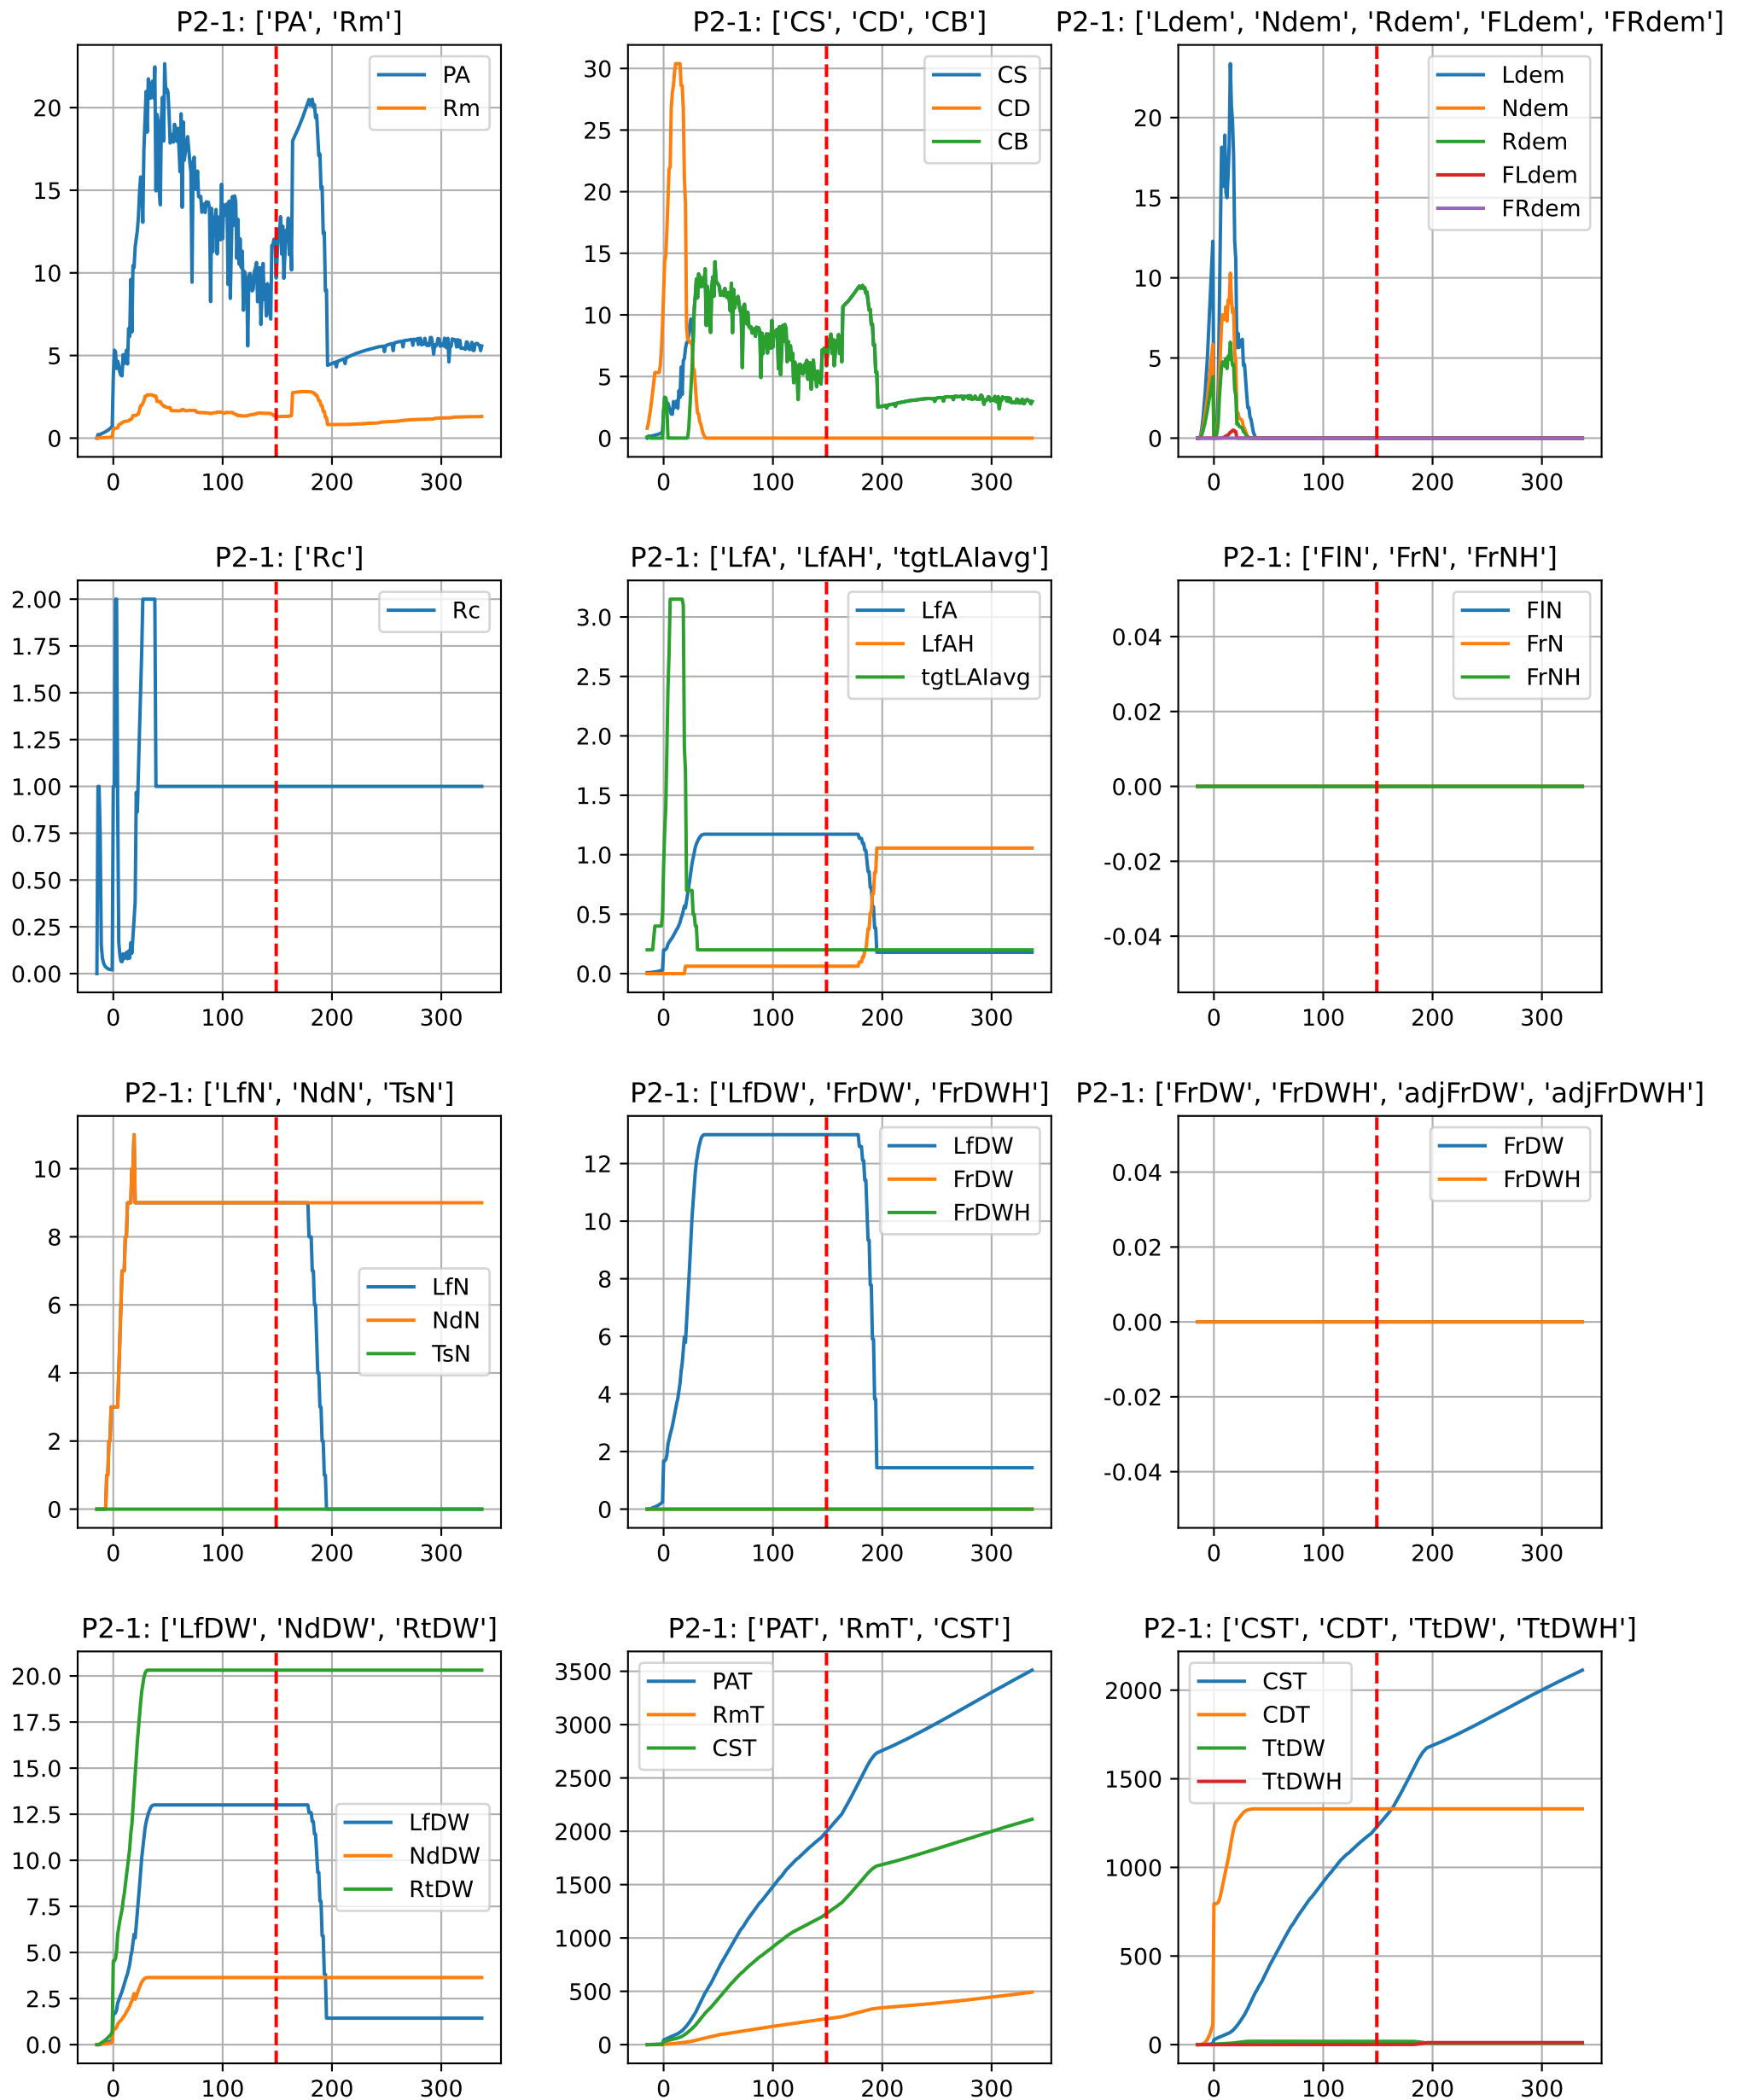 P2-1: ['PA', 'Rm']
20
15
10
5
0
0 100 200 300
PA
Rm
P2-1: ['CS', 'CD', 'CB']
30
25
20
15
10
5
0
0 100 200 300
CS
CD
CB
P2-1: ['Ldem', 'Ndem', 'Rdem', 'FLdem', 'FRdem']
20
15
10
5
0
0 100 200 300
Ldem
Ndem
Rdem
FLdem
FRdem
P2-1: ['Rc']
2.00
1.75
1.50
1.25
1.00
0.75
0.50
0.25
0.00
0 100 200 300
Rc
P2-1: ['LfA', 'LfAH', 'tgtLAIavg']
3.0
2.5
2.0
1.5
1.0
0.5
0.0
0 100 200 300
LfA
LfAH
tgtLAIavg
P2-1: ['FlN', 'FrN', 'FrNH']
0.04
0.02
0.00
-0.02
-0.04
0 100 200 300
FlN
FrN
FrNH
P2-1: ['LfN', 'NdN', 'TsN']
10
8
6
4
2
0
0 100 200 300
LfN
NdN
TsN
P2-1: ['LfDW', 'FrDW', 'FrDWH']
12
10
8
6
4
2
0
0 100 200 300
LfDW
FrDW
FrDWH
P2-1: ['FrDW', 'FrDWH', 'adjFrDW', 'adjFrDWH']
0.04
0.02
0.00
-0.02
-0.04
0 100 200 300
FrDW
FrDWH
P2-1: ['LfDW', 'NdDW', 'RtDW']
20.0
17.5
15.0
12.5
10.0
7.5
5.0
2.5
0.0
0 100 200 300
LfDW
NdDW
RtDW
P2-1: ['PAT', 'RmT', 'CST']
3500
3000
2500
2000
1500
1000
500
0
0 100 200 300
PAT
RmT
CST
P2-1: ['CST', 'CDT', 'TtDW', 'TtDWH']
2000
1500
1000
500
0
0 100 200 300
CST
CDT
TtDW
TtDWH